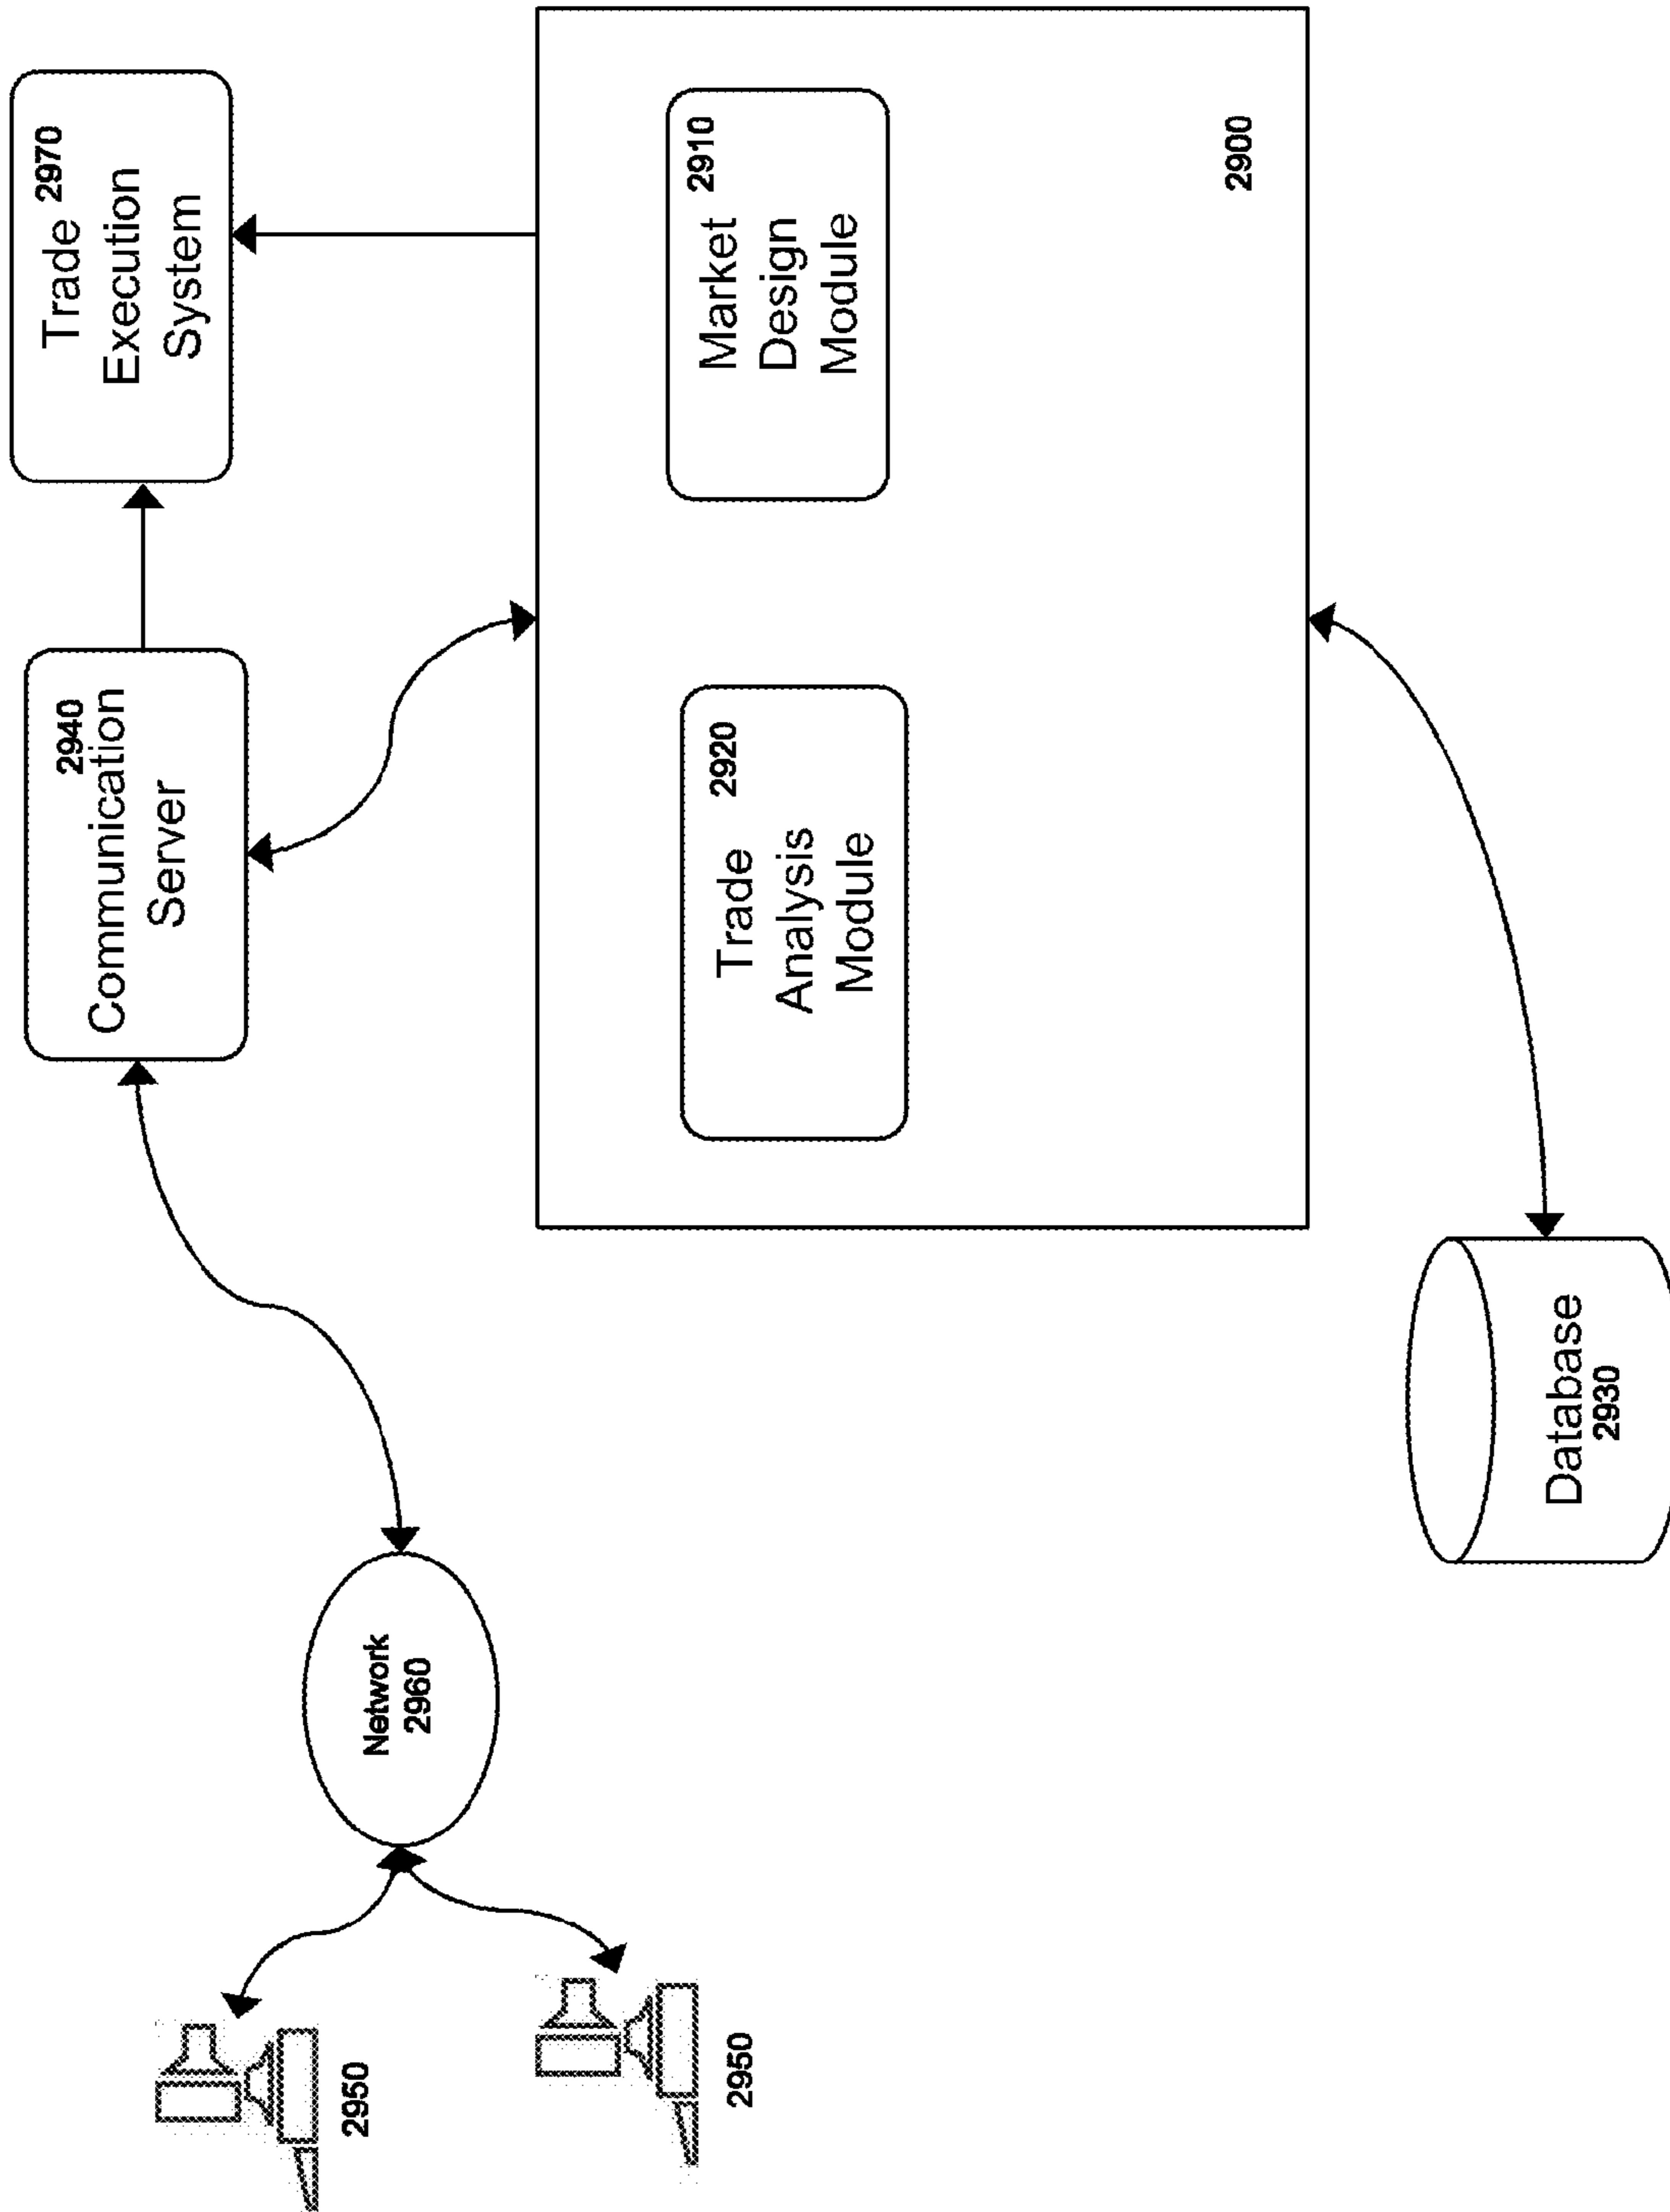 2940
Communication
Server
Trade 2970
Execution
System
2950
Network
2960
2950
Trade 2920
Analysis
Module
Market 2910
Design
Module
2900
Database
2930